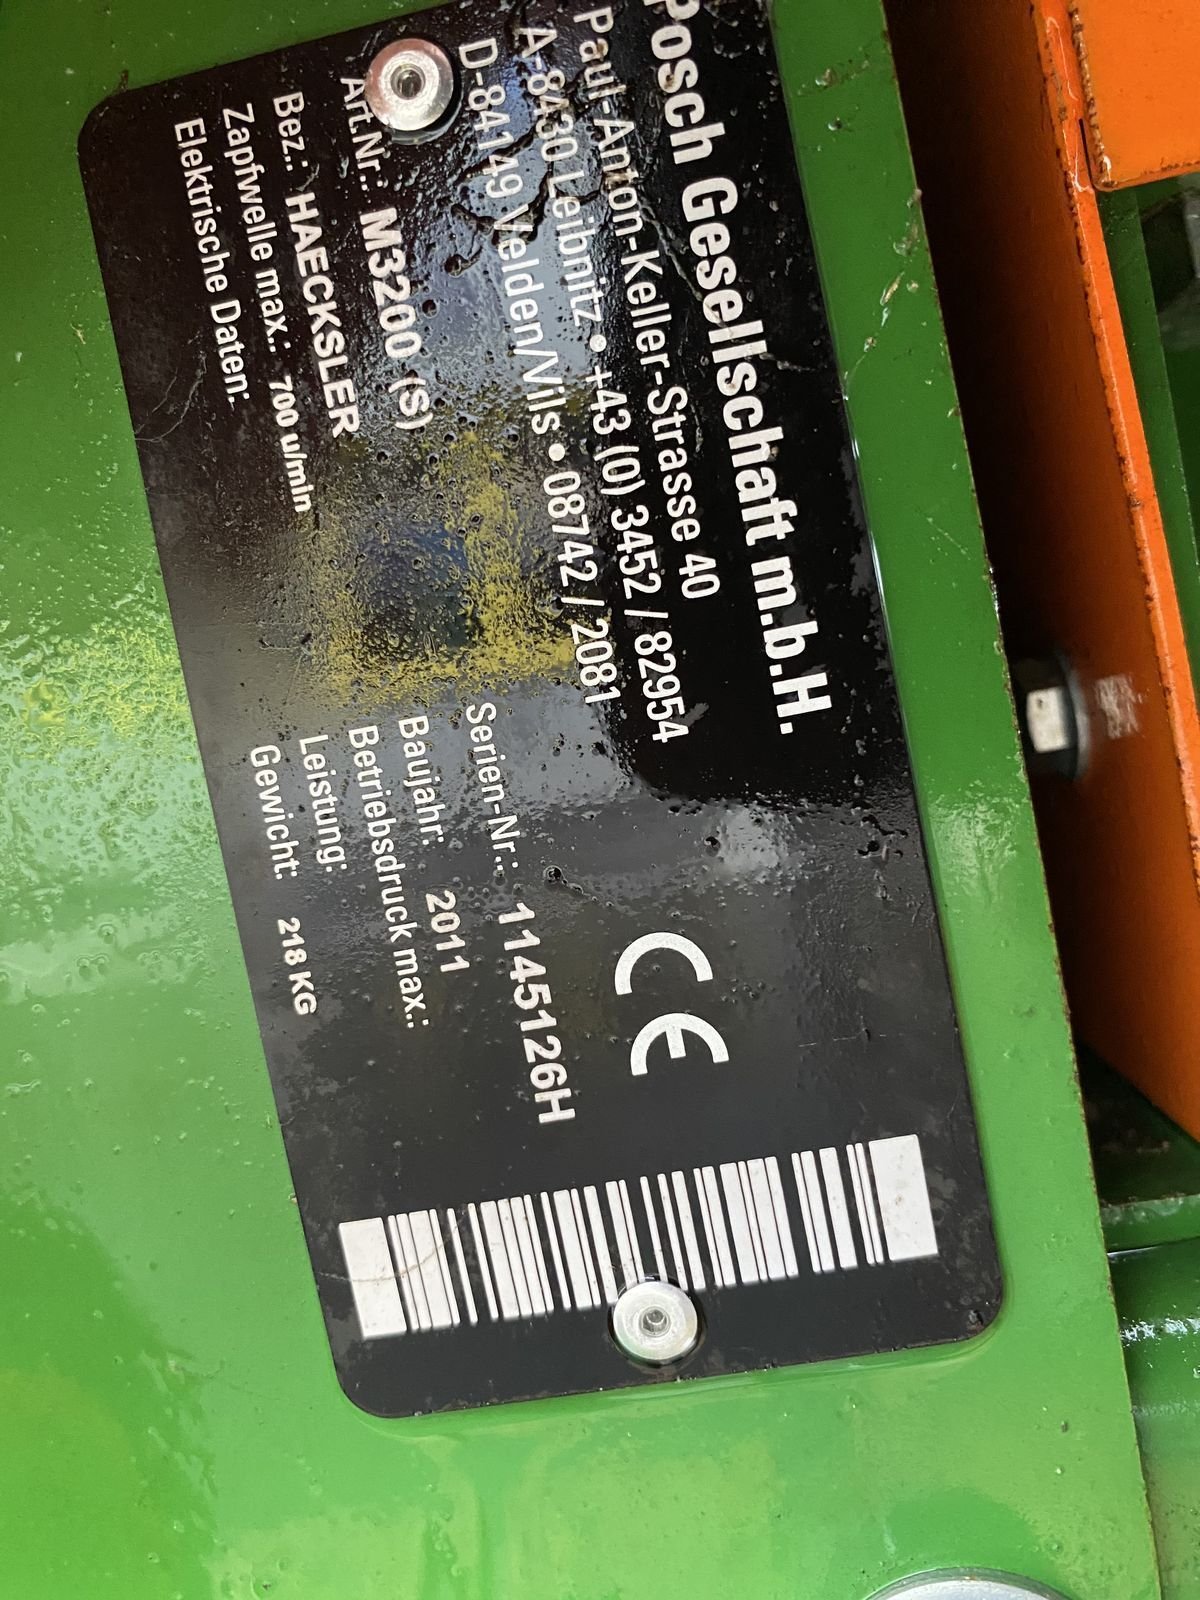 Posch Gesellschaft m.b.H.
Paul-Anton-Keller-Strasse 40
A-8430 Leibnitz • +43 (0) 3452 / 82954
D-84149 Velden/Vils • 08742 / 2081
Art.Nr.: M3200 (S)
Bez.: HAECKSLER
Zapfwelle max.: 700 u/min
Elektrische Daten:
Serien-Nr.: 1145126H
Baujahr: 2011
Betriebsdruck max.:
Leistung:
Gewicht: 218 KG
CE